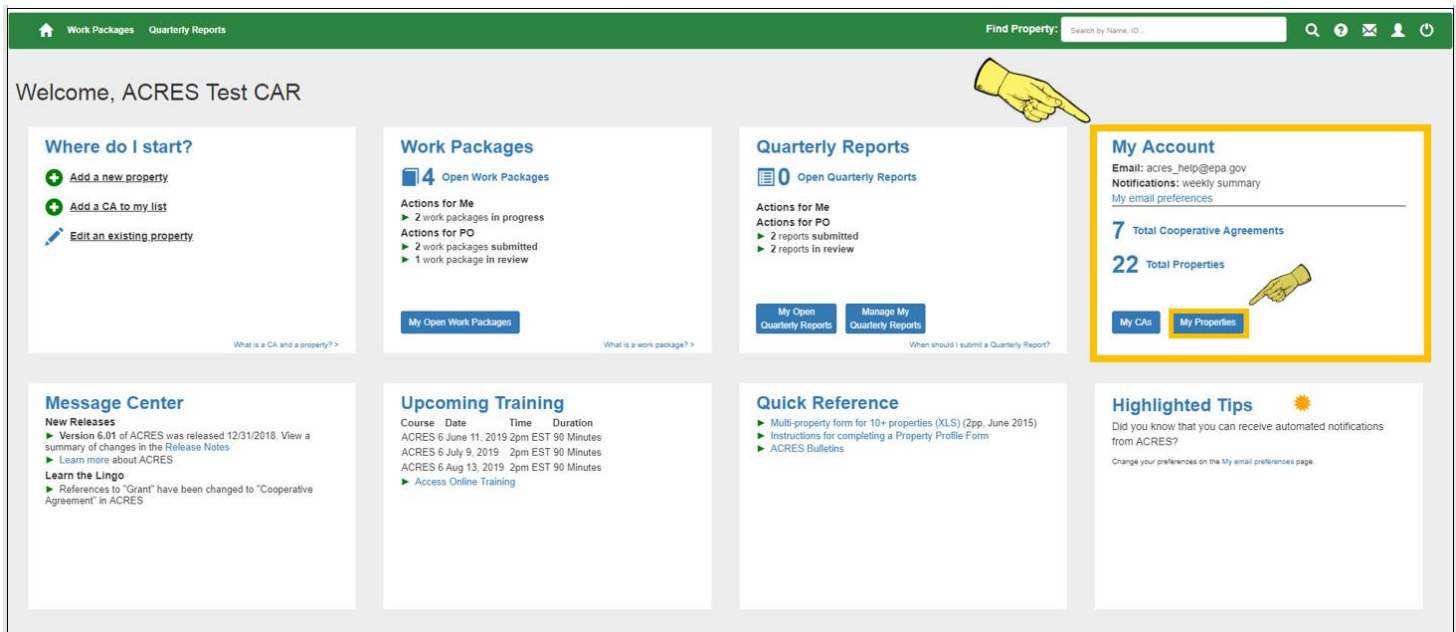 Work Packages Quarterly Reports Find Property: Search by Name, ID...
Welcome, ACRES Test CAR
Where do I start?
Add a new property
Add a CA to my list
Edit an existing property
What is a CA and a property? >
Work Packages
4 Open Work Packages
Actions for Me
► 2 work packages in progress
Actions for PO
► 2 work packages submitted
► 1 work package in review
My Open Work Packages
What is a work package? >
Quarterly Reports
0 Open Quarterly Reports
Actions for Me
Actions for PO
► 2 reports submitted
► 2 reports in review
My Open
Quarterly Reports
Manage My
Quarterly Reports
When should I submit a Quarterly Report?
My Account
Email: acres_help@epa.gov
Notifications: weekly summary
My email preferences
7 Total Cooperative Agreements
22 Total Properties
My CAs My Properties
Message Center
New Releases
► Version 6.01 of ACRES was released 12/31/2018. View a
summary of changes in the Release Notes
► Learn more about ACRES
Learn the Lingo
► References to "Grant" have been changed to "Cooperative
Agreement" in ACRES
Upcoming Training
Course Date Time Duration
ACRES 6 June 11, 2019 2pm EST 90 Minutes
ACRES 6 July 9, 2019 2pm EST 90 Minutes
ACRES 6 Aug 13, 2019 2pm EST 90 Minutes
► Access Online Training
Quick Reference
► Multi-property form for 10+ properties (XLS) (2pp, June 2015)
► Instructions for completing a Property Profile Form
► ACRES Bulletins
Highlighted Tips
Did you know that you can receive automated notifications
from ACRES?
Change your preferences on the My email preferences page.